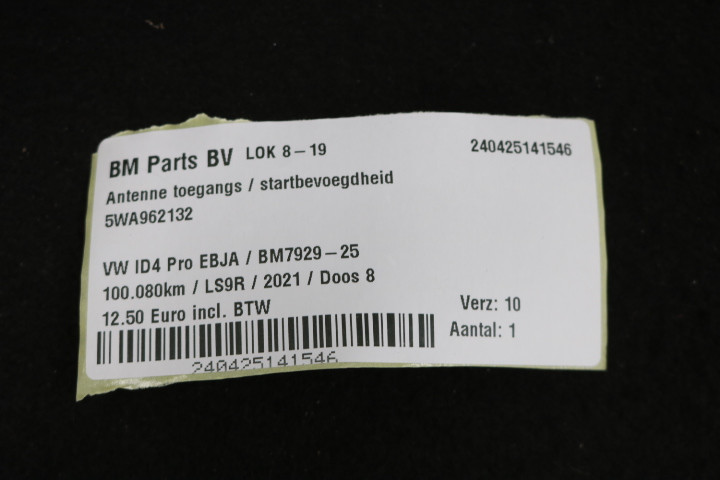 BM Parts BV LOK 8-19 240425141546
Antenne toegangs / startbevoegdheid
5WA962132
VW ID4 Pro EBJA / BM7929-25
100.080km / LS9R / 2021 / Doos 8
12.50 Euro incl. BTW Verz: 10
Aantal: 1
240425141546